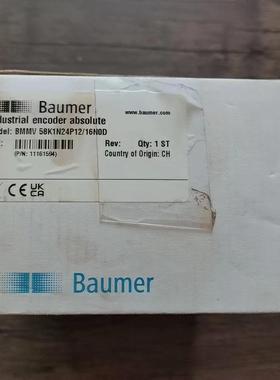 Baumer
www.baumer.com
dustrial encoder absolute
del: BMMV 58K1N24P12/16N0D
Rev: Qty: 1 ST
(P/N: 11161594)
Country of Origin: CH
CE UK CA
Baumer